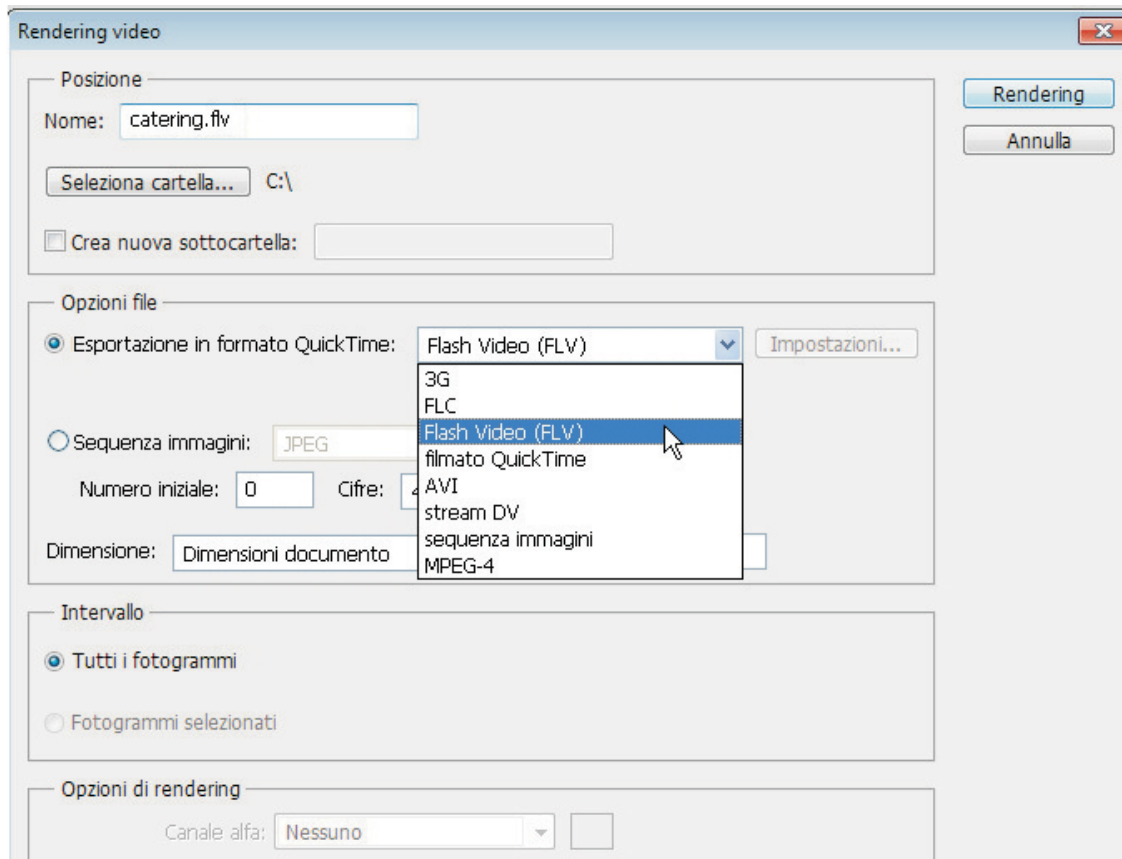 Rendering video
Posizione
Nome: catering.flv
Rendering
Annulla
Seleziona cartella... C:\
Crea nuova sottocartella:
Opzioni file
Esportazione in formato QuickTime: Flash Video (FLV) Impostazioni...
3G
FLC
Flash Video (FLV)
filmato QuickTime
AVI
stream DV
sequenza immagini
MPEG-4
Sequenza immagini: JPEG
Numero iniziale: 0 Cifre:
Dimensione: Dimensioni documento
Intervallo
Tutti i fotogrammi
Fotogrammi selezionati
Opzioni di rendering
Canale alfa: Nessuno